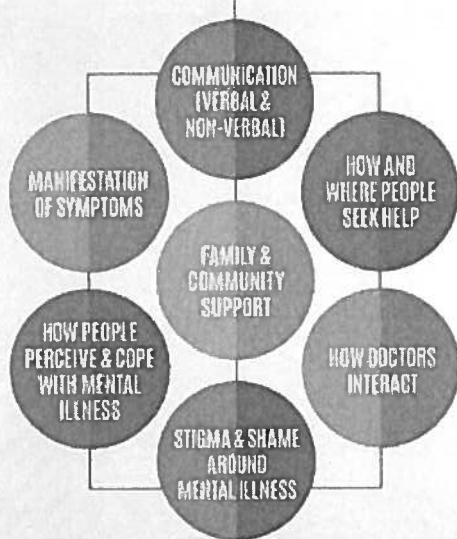 COMMUNICATION
(VERBAL &
NON-VERBAL)
MANIFESTATION
OF SYMPTOMS
HOW AND
WHERE PEOPLE
SEEK HELP
FAMILY &
COMMUNITY
SUPPORT
HOW PEOPLE
PERCEIVE & COPE
WITH MENTAL
ILLNESS
HOW DOCTORS
INTERACT
STIGMA & SHAME
AROUND
MENTAL ILLNESS